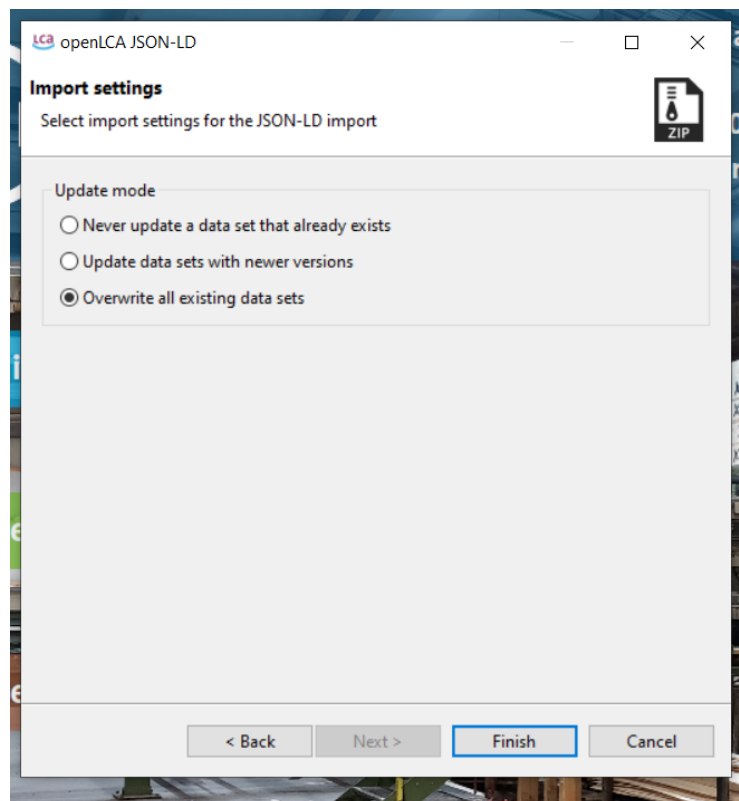 LCA openLCA JSON-LD
Import settings
Select import settings for the JSON-LD import
ZIP
Update mode
Never update a data set that already exists
Update data sets with newer versions
Overwrite all existing data sets
< Back Next > Finish Cancel